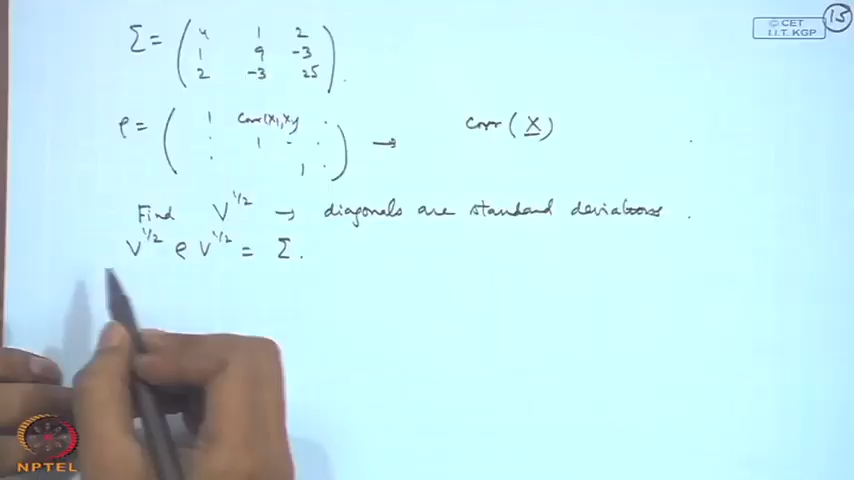 Σ = ( 4 1 2
1 9 -3
2 -3 25 ).
© CET
I.I.T. KGP
15
ρ = ( 1 Corr(X1, X2) .
. 1 - .
. 1 . ) → Corr (X)
Find V^1/2 → diagonals are standard deviations.
V^1/2 ρ V^1/2 = Σ.
NPTEL